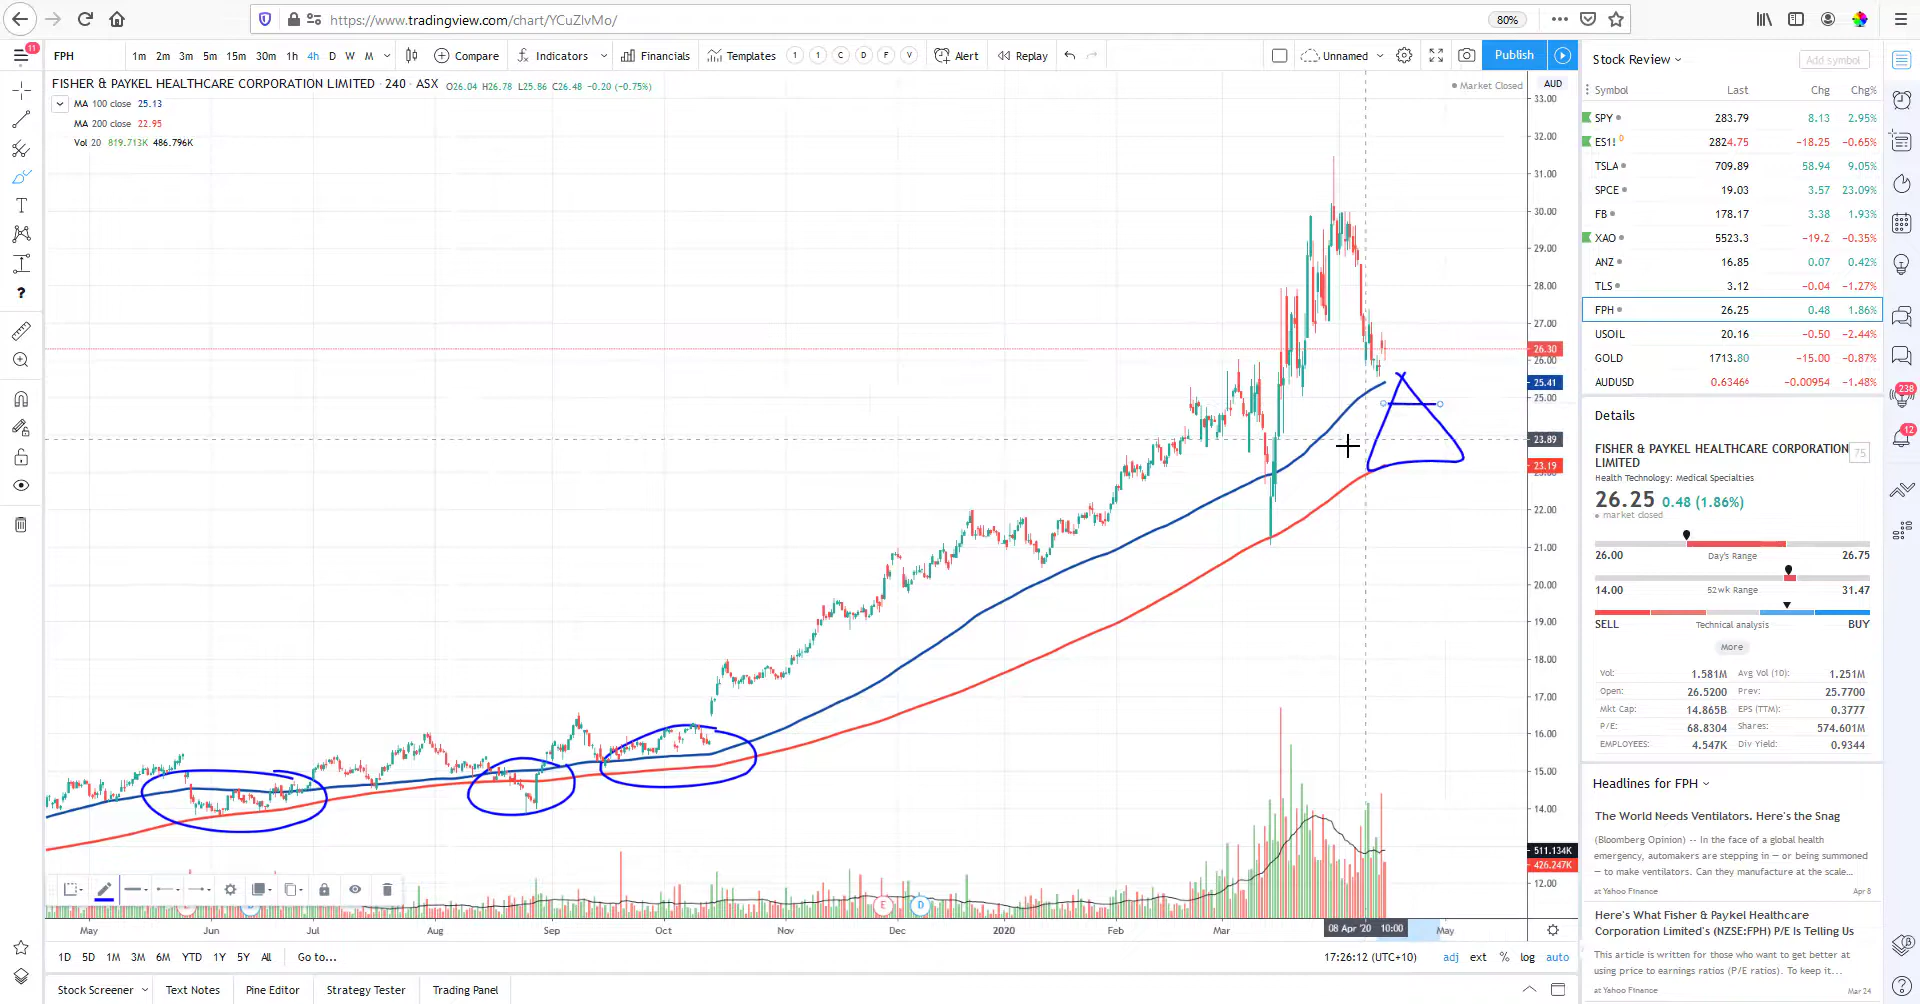 https://www.tradingview.com/chart/YCuZlvMo/
80%
11
FPH
1m 2m 3m 5m 15m 30m 1h 4h D W M
Compare
Indicators
Financials
Templates
1 1 C D F V
Alert
Replay
Unnamed
Publish
FISHER & PAYKEL HEALTHCARE CORPORATION LIMITED · 240 · ASX O26.04 H26.78 L25.86 C26.48 -0.20 (-0.75%)
MA 100 close 25.13
MA 200 close 22.95
Vol 20 819.713K 486.796K
Market Closed
AUD
33.00
32.00
31.00
30.00
29.00
28.00
27.00
26.30
26.00
25.41
25.00
23.89
23.19
22.00
21.00
20.00
19.00
18.00
17.00
16.00
15.00
14.00
511.134K
426.247K
12.00
E D
May Jun Jul Aug Sep Oct Nov Dec 2020 Feb Mar 08 Apr '20 10:00 May
1D 5D 1M 3M 6M YTD 1Y 5Y All Go to...
17:26:12 (UTC+10) adj ext % log auto
Stock Screener Text Notes Pine Editor Strategy Tester Trading Panel
Stock Review
Add symbol
Symbol Last Chg Chg%
SPY 283.79 8.13 2.95%
ES1! D 2824.75 −18.25 −0.65%
TSLA 709.89 58.94 9.05%
SPCE 19.03 3.57 23.09%
FB 178.17 3.38 1.93%
XAO 5523.3 −19.2 −0.35%
ANZ 16.85 0.07 0.42%
TLS 3.12 −0.04 −1.27%
FPH 26.25 0.48 1.86%
USOIL 20.16 −0.50 −2.44%
GOLD 1713.80 −15.00 −0.87%
AUDUSD 0.6346⁶ −0.00954 −1.48%
Details
FISHER & PAYKEL HEALTHCARE CORPORATION
LIMITED
75
Health Technology: Medical Specialties
26.25 0.48 (1.86%)
market closed
26.00 Day's Range 26.75
14.00 52wk Range 31.47
SELL Technical analysis BUY
More
Vol: 1.581M Avg Vol (10): 1.251M
Open: 26.5200 Prev: 25.7700
Mkt Cap: 14.865B EPS (TTM): 0.3777
P/E: 68.8304 Shares: 574.601M
EMPLOYEES: 4.547K Div Yield: 0.9344
Headlines for FPH
The World Needs Ventilators. Here's the Snag
(Bloomberg Opinion) -- In the face of a global health
emergency, automakers are stepping in — or being summoned
— to make ventilators. Can they manufacture at the scale...
at Yahoo Finance Apr 8
Here's What Fisher & Paykel Healthcare
Corporation Limited's (NZSE:FPH) P/E Is Telling Us
This article is written for those who want to get better at
using price to earnings ratios (P/E ratios). To keep it...
at Yahoo Finance Mar 24
238
12